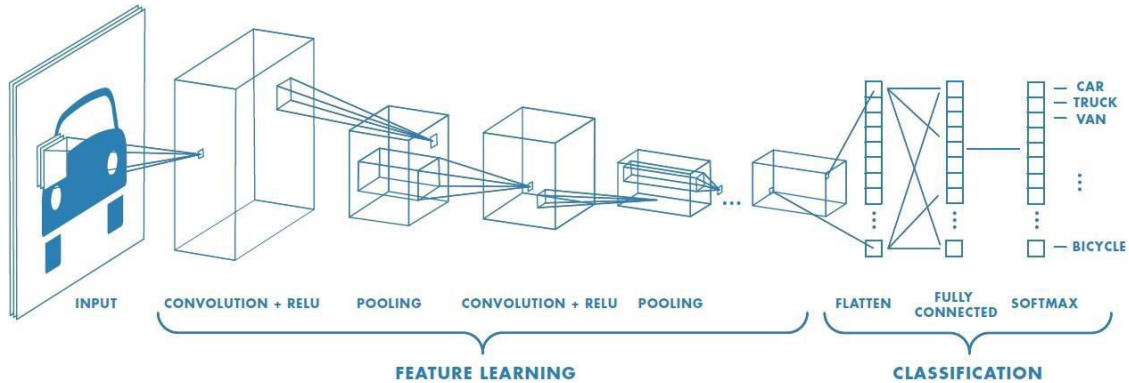 CAR
TRUCK
VAN
BICYCLE
INPUT
CONVOLUTION + RELU
POOLING
CONVOLUTION + RELU
POOLING
FLATTEN
FULLY
CONNECTED
SOFTMAX
FEATURE LEARNING
CLASSIFICATION